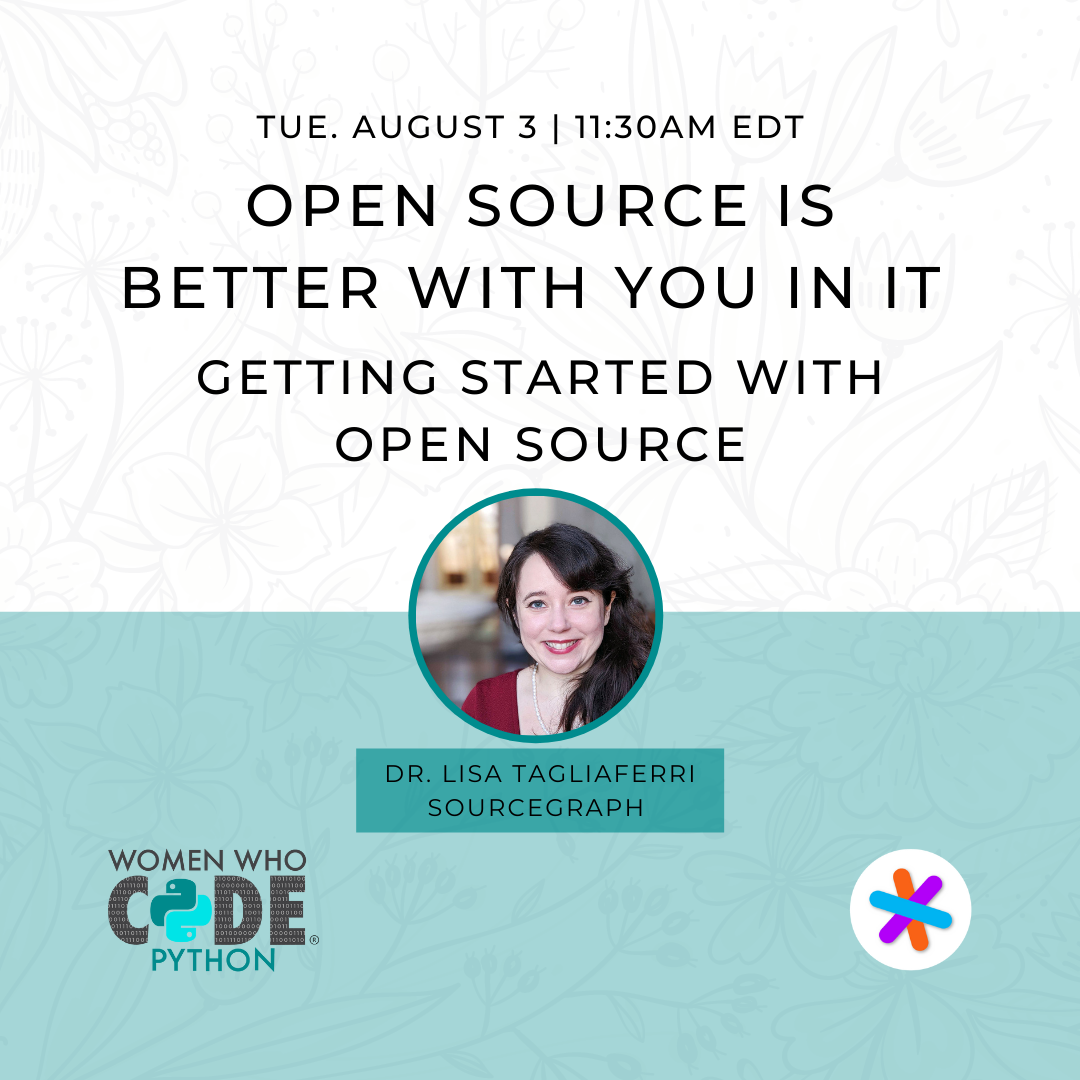 TUE. AUGUST 3 | 11:30AM EDT
OPEN SOURCE IS
BETTER WITH YOU IN IT
GETTING STARTED WITH
OPEN SOURCE
DR. LISA TAGLIAFERRI
SOURCEGRAPH
WOMEN WHO
CODE®
PYTHON